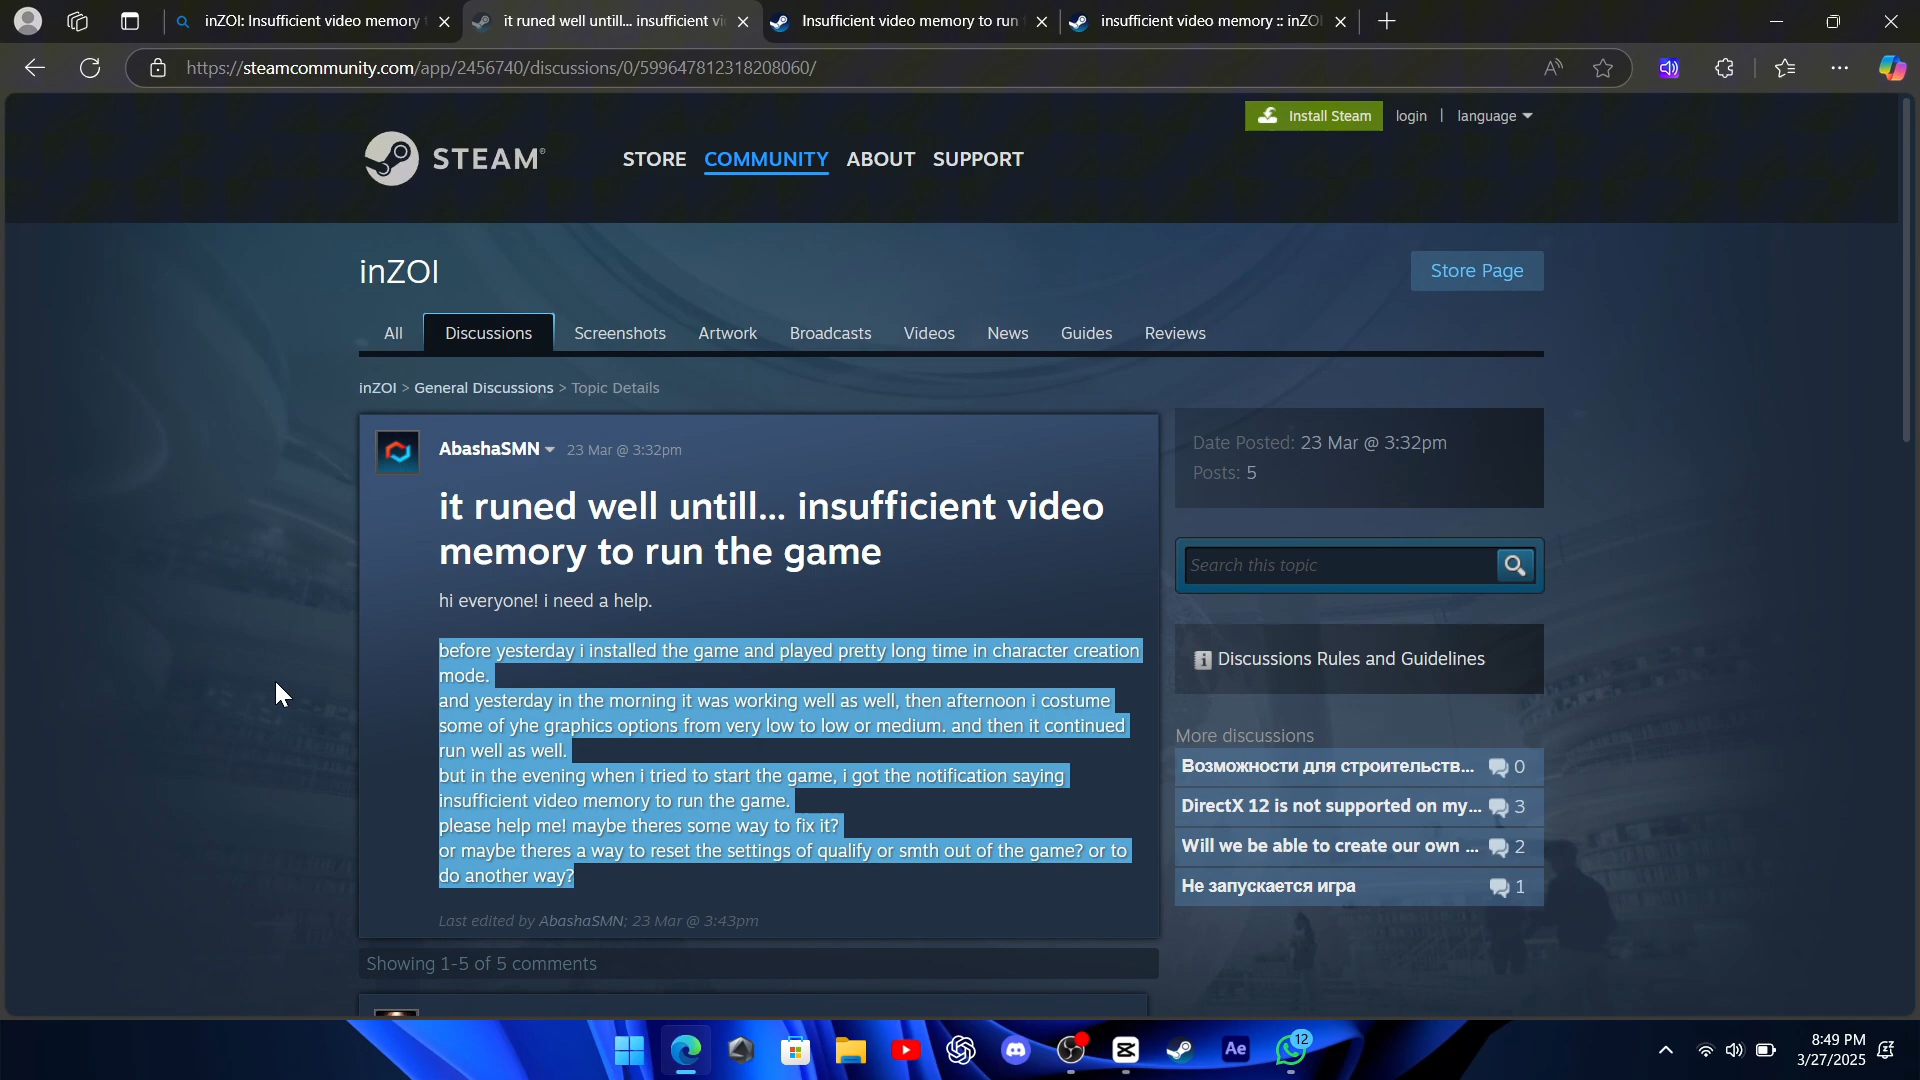 inZOI: Insufficient video memory
it runed well untill... insufficient vi
Insufficient video memory to run
insufficient video memory :: inZOI
https://steamcommunity.com/app/2456740/discussions/0/599647812318208060/
Install Steam
login | language
STEAM®
STORE COMMUNITY ABOUT SUPPORT
inZOI
Store Page
All Discussions Screenshots Artwork Broadcasts Videos News Guides Reviews
inZOI > General Discussions > Topic Details
AbashaSMN 23 Mar @ 3:32pm
it runed well untill... insufficient video
memory to run the game
hi everyone! i need a help.
before yesterday i installed the game and played pretty long time in character creation
mode.
and yesterday in the morning it was working well as well, then afternoon i costume
some of yhe graphics options from very low to low or medium. and then it continued
run well as well.
but in the evening when i tried to start the game, i got the notification saying
insufficient video memory to run the game.
please help me! maybe theres some way to fix it?
or maybe theres a way to reset the settings of qualify or smth out of the game? or to
do another way?
Last edited by AbashaSMN; 23 Mar @ 3:43pm
Showing 1-5 of 5 comments
Date Posted: 23 Mar @ 3:32pm
Posts: 5
Search this topic
Discussions Rules and Guidelines
More discussions
Возможности для строительств... 0
DirectX 12 is not supported on my... 3
Will we be able to create our own ... 2
Не запускается игра 1
Ae
12
8:49 PM
3/27/2025